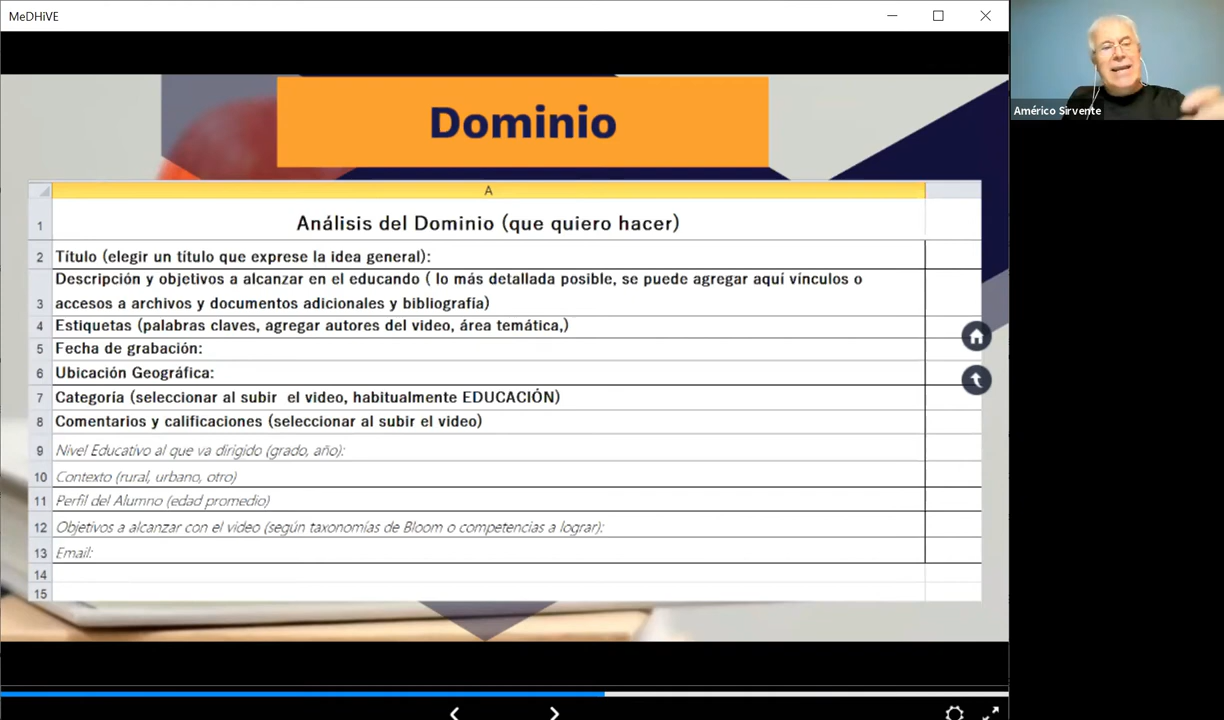 MeDHiVE
Américo Sirvente
Dominio
A
1 Análisis del Dominio (que quiero hacer)
2 Título (elegir un título que exprese la idea general):
Descripción y objetivos a alcanzar en el educando ( lo más detallada posible, se puede agregar aquí vínculos o
3 accesos a archivos y documentos adicionales y bibliografía)
4 Estiquetas (palabras claves, agregar autores del video, área temática,)
5 Fecha de grabación:
6 Ubicación Geográfica:
7 Categoría (seleccionar al subir el video, habitualmente EDUCACIÓN)
8 Comentarios y calificaciones (seleccionar al subir el video)
9 Nivel Educativo al que va dirigido (grado, año):
10 Contexto (rural, urbano, otro)
11 Perfil del Alumno (edad promedio)
12 Objetivos a alcanzar con el video (según taxonomías de Bloom o competencias a lograr):
13 Email:
14
15